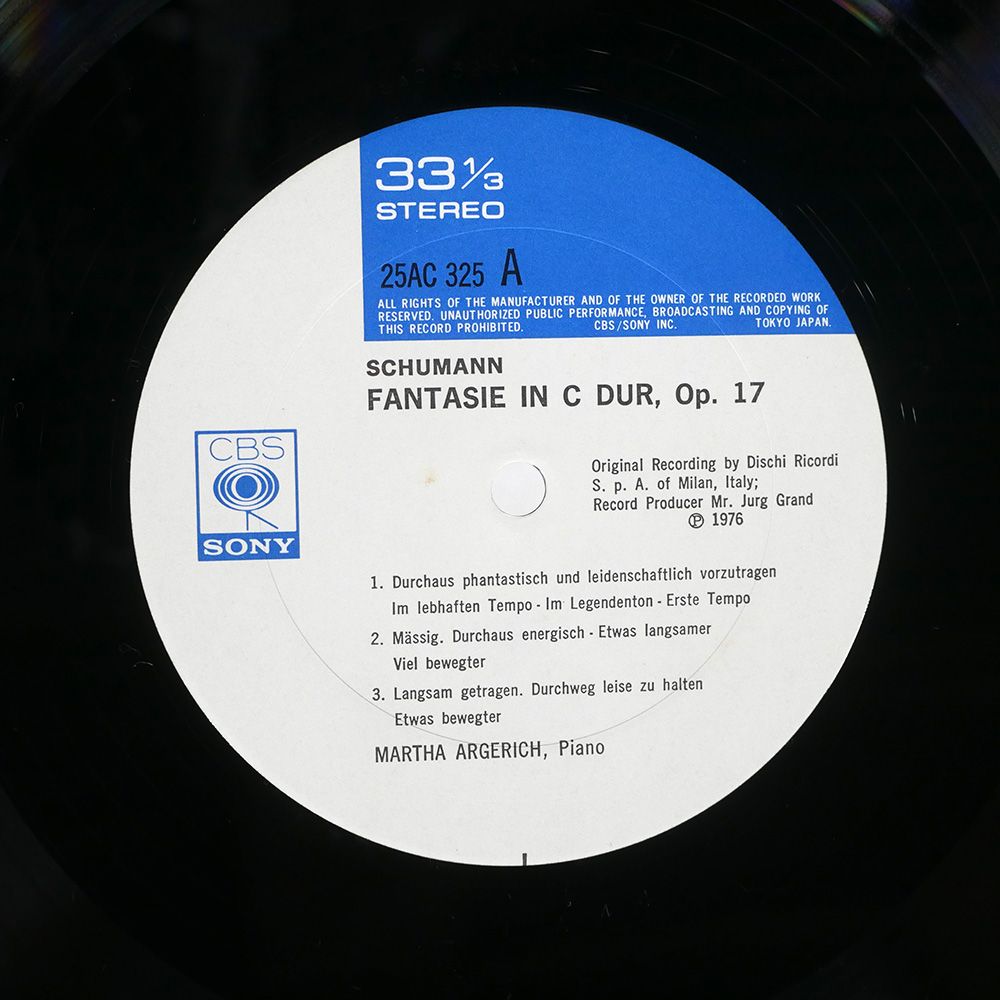 33 1/3
STEREO
25AC 325 A
ALL RIGHTS OF THE MANUFACTURER AND OF THE OWNER OF THE RECORDED WORK
RESERVED. UNAUTHORIZED PUBLIC PERFORMANCE, BROADCASTING AND COPYING OF
THIS RECORD PROHIBITED. CBS/SONY INC. TOKYO JAPAN.
SCHUMANN
FANTASIE IN C DUR, Op. 17
CBS
SONY
Original Recording by Dischi Ricordi
S. p. A. of Milan, Italy;
Record Producer Mr. Jurg Grand
℗ 1976
1. Durchaus phantastisch und leidenschaftlich vorzutragen
Im lebhaften Tempo - Im Legendenton - Erste Tempo
2. Mässig. Durchaus energisch - Etwas langsamer
Viel bewegter
3. Langsam getragen. Durchweg leise zu halten
Etwas bewegter
MARTHA ARGERICH, Piano